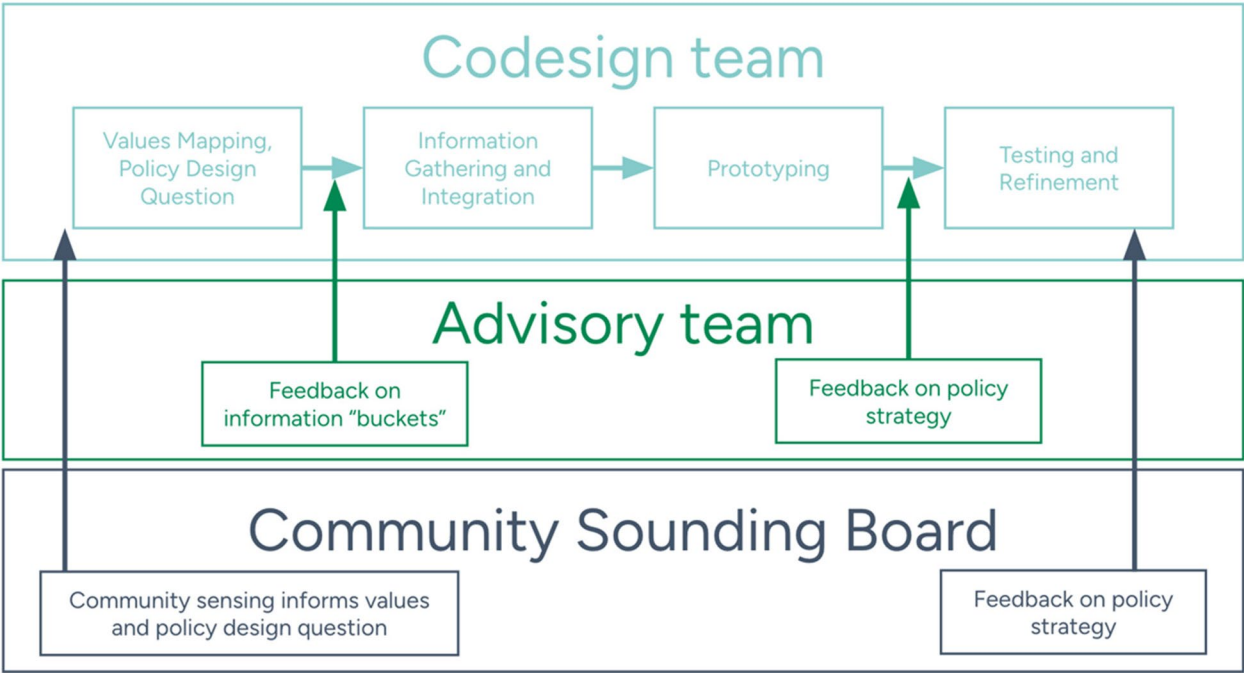 Codesign team
Values Mapping,
Policy Design
Question
Information
Gathering and
Integration
Prototyping
Testing and
Refinement
Advisory team
Feedback on
information “buckets”
Feedback on policy
strategy
Community Sounding Board
Community sensing informs values
and policy design question
Feedback on policy
strategy